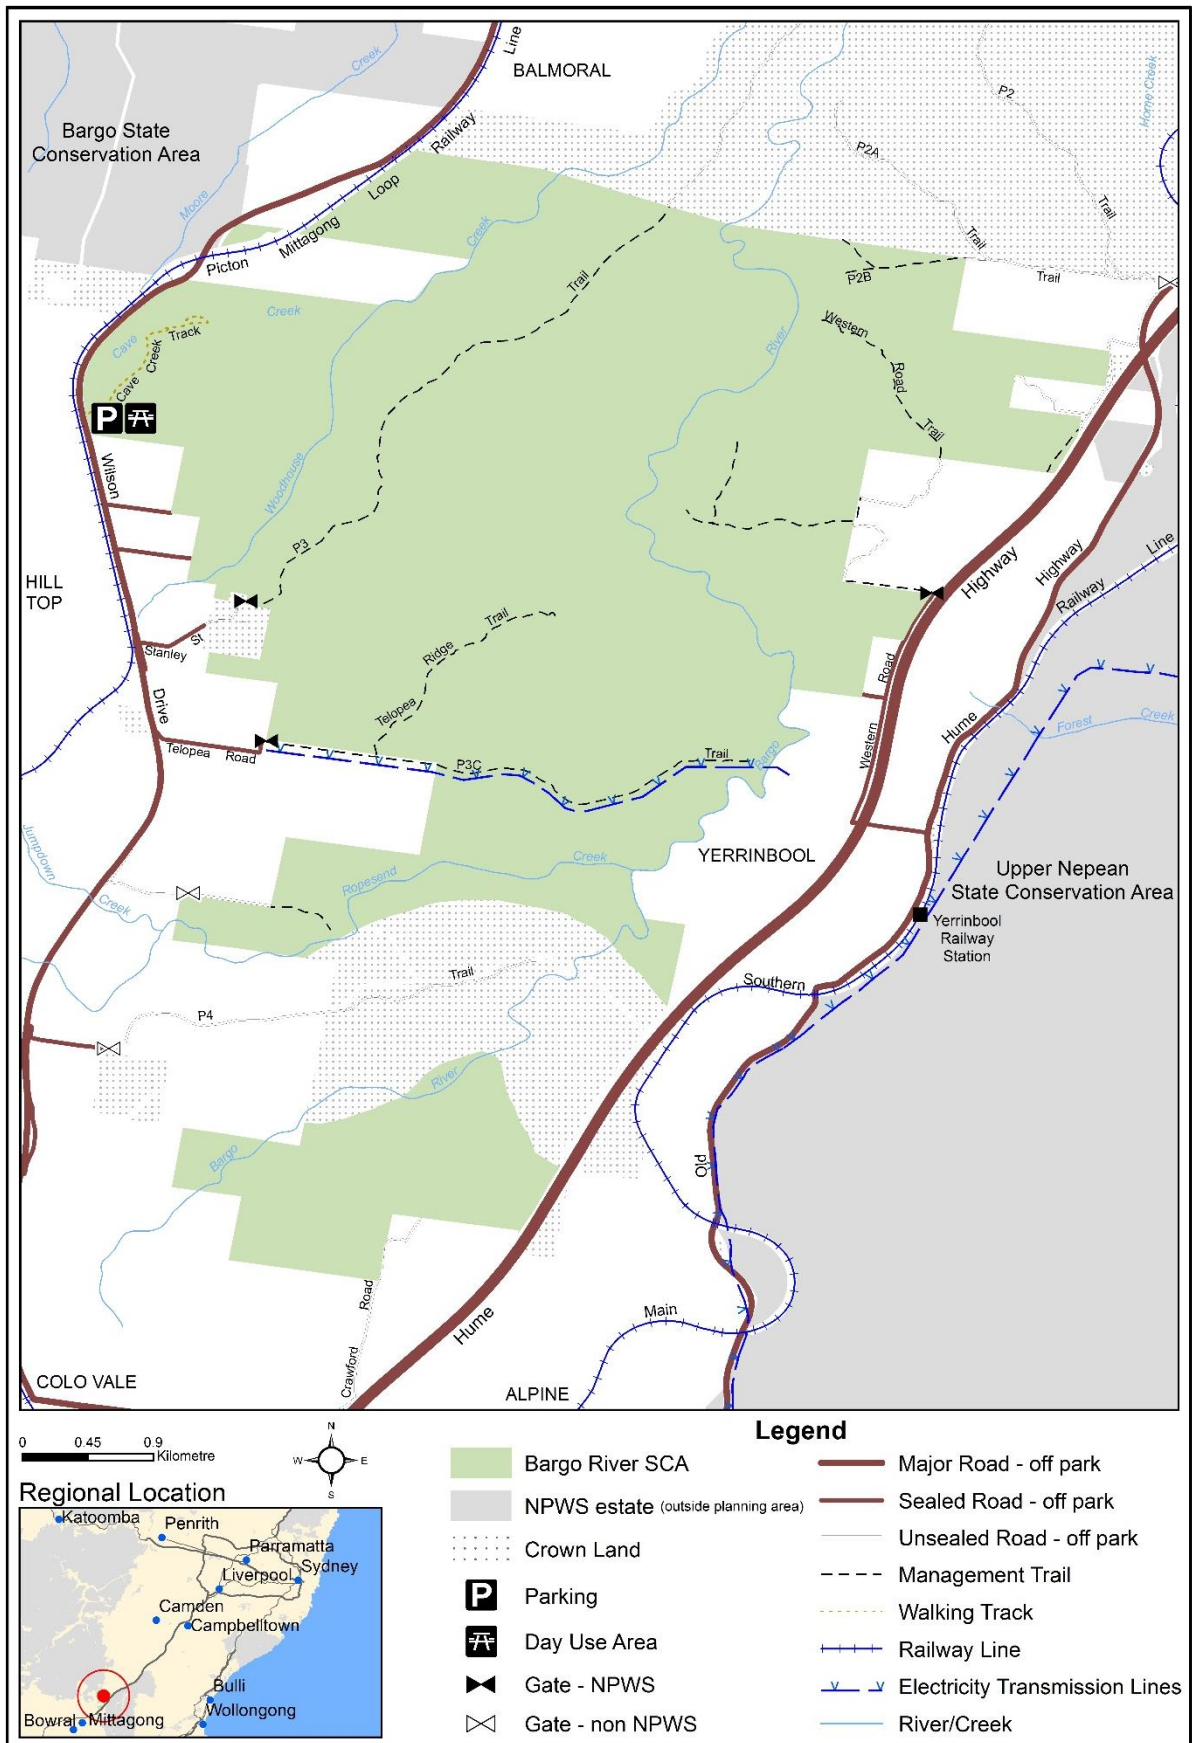 BALMORAL
Line
Railway
Loop
Mittagong
Picton
Bargo State
Conservation Area
Creek
Moore
Creek
P2
P2A
Trail
Trail
Home Creek
Trail
P2B
Creek
Trail
River
Western
Road
Trail
Cave
Creek
Cave
Creek
Track
P
Wilson
Woodhouse
P3
HILL
TOP
Stanley
St
Drive
Telopea
Road
Telopea
Ridge
Trail
P3C
Trail
Bargo
Highway
Highway
Railway
Line
Road
Western
Hume
Forest
Creek
YERRINBOOL
Upper Nepean
State Conservation Area
Yerrinbool
Railway
Station
Jumpdown
Creek
Ropesend
Creek
Trail
P4
Southern
River
Bargo
Old
Road
Crawford
Hume
Main
COLO VALE
ALPINE
0 0.45 0.9
Kilometre
N
W E
S
Regional Location
Katoomba
Penrith
Parramatta
Liverpool
Sydney
Camden
Campbelltown
Bulli
Wollongong
Bowral
Mittagong
Legend
Bargo River SCA
NPWS estate (outside planning area)
Crown Land
P
Parking
Day Use Area
Gate - NPWS
Gate - non NPWS
Major Road - off park
Sealed Road - off park
Unsealed Road - off park
Management Trail
Walking Track
Railway Line
Electricity Transmission Lines
River/Creek